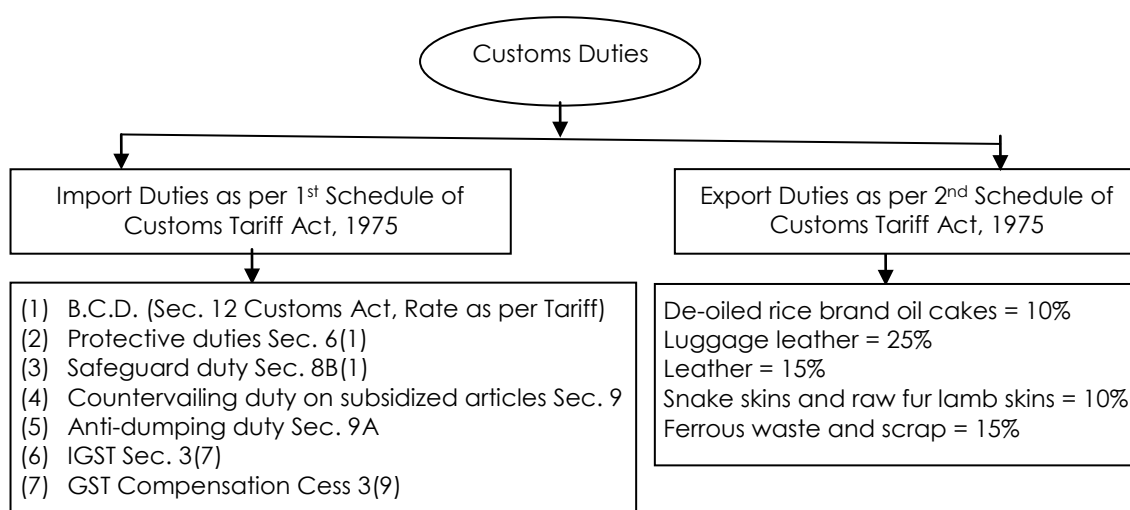 Customs Duties
Import Duties as per 1st Schedule of
Customs Tariff Act, 1975
Export Duties as per 2nd Schedule of
Customs Tariff Act, 1975
(1) B.C.D. (Sec. 12 Customs Act, Rate as per Tariff)
(2) Protective duties Sec. 6(1)
(3) Safeguard duty Sec. 8B(1)
(4) Countervailing duty on subsidized articles Sec. 9
(5) Anti-dumping duty Sec. 9A
(6) IGST Sec. 3(7)
(7) GST Compensation Cess 3(9)
De-oiled rice brand oil cakes = 10%
Luggage leather = 25%
Leather = 15%
Snake skins and raw fur lamb skins = 10%
Ferrous waste and scrap = 15%